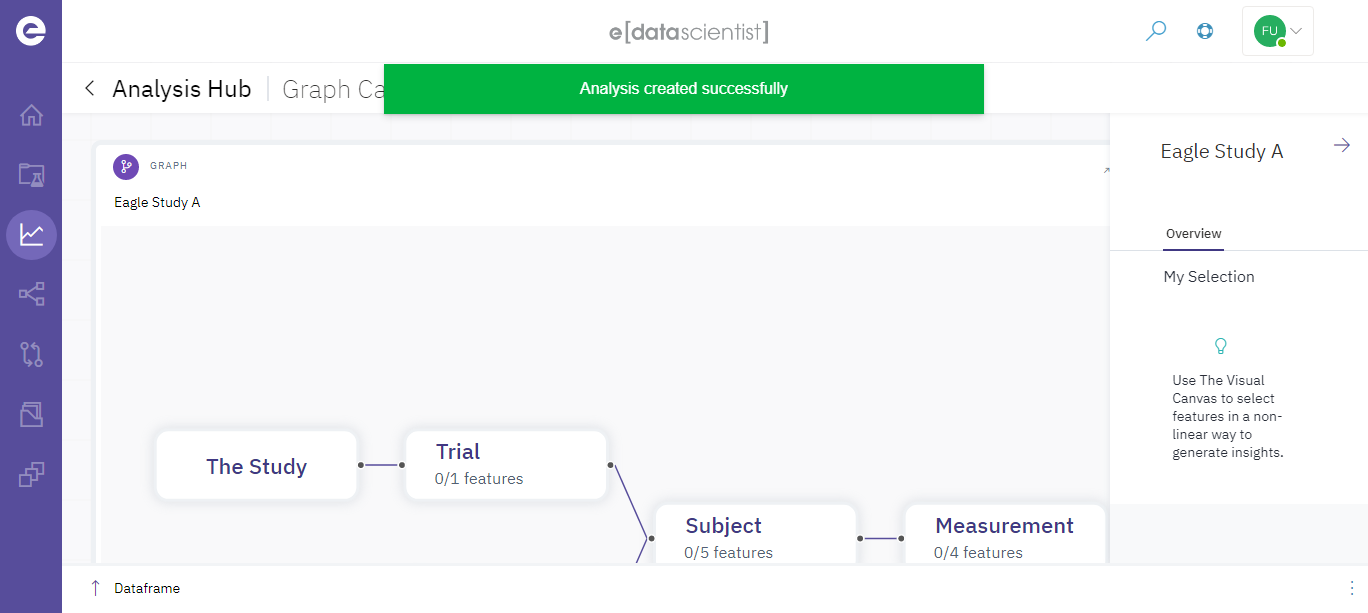 e[datascientist]
FU
Analysis Hub
Graph Ca
Analysis created successfully
GRAPH
Eagle Study A
The Study
Trial
0/1 features
Subject
0/5 features
Measurement
0/4 features
Eagle Study A
Overview
My Selection
Use The Visual
Canvas to select
features in a non-
linear way to
generate insights.
Dataframe